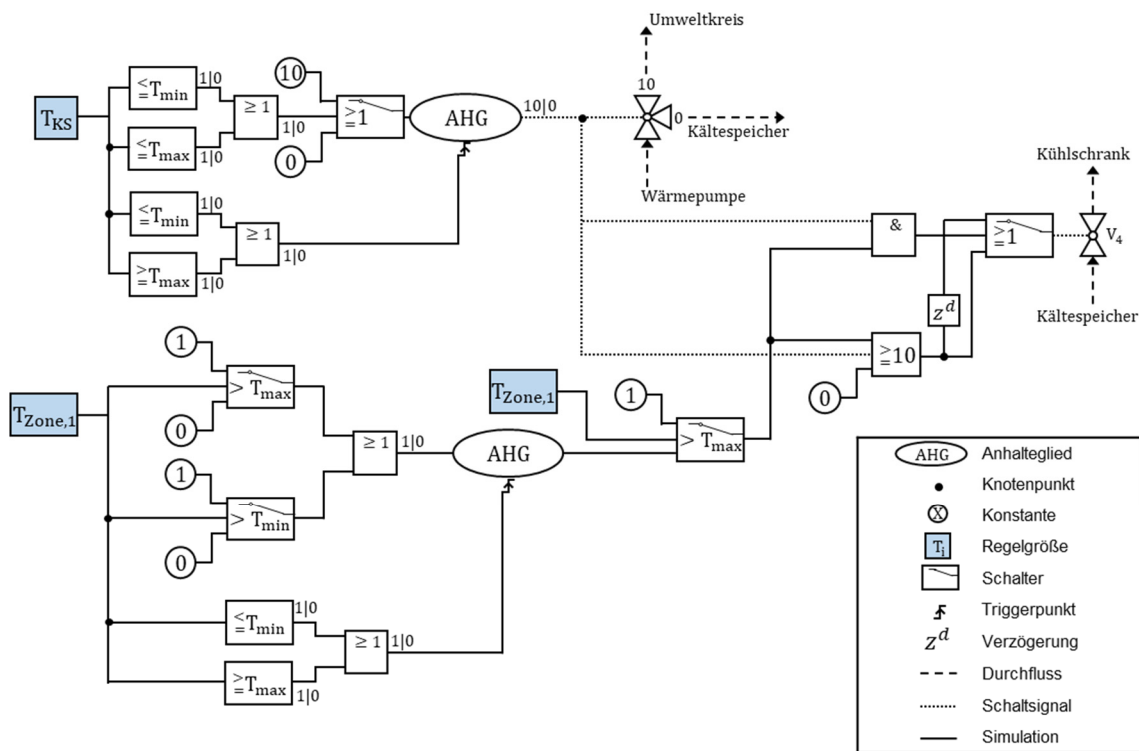 Umweltkreis
10
0
Kältespeicher
Wärmepumpe
T_KS
<= T_min
1|0
<= T_max
1|0
≥ 1
1|0
10
0
>= 1
AHG
10|0
<= T_min
1|0
>= T_max
1|0
≥ 1
1|0
Kühlschrank
V_4
Kältespeicher
&
>= 1
z^d
>= 10
0
T_Zone,1
1
> T_max
0
1
> T_min
0
≥ 1
1|0
AHG
T_Zone,1
1
> T_max
<= T_min
1|0
>= T_max
1|0
≥ 1
1|0
AHG Anhalteglied
Knotenpunkt
X Konstante
T_i Regelgröße
Schalter
Triggerpunkt
z^d Verzögerung
Durchfluss
Schaltsignal
Simulation